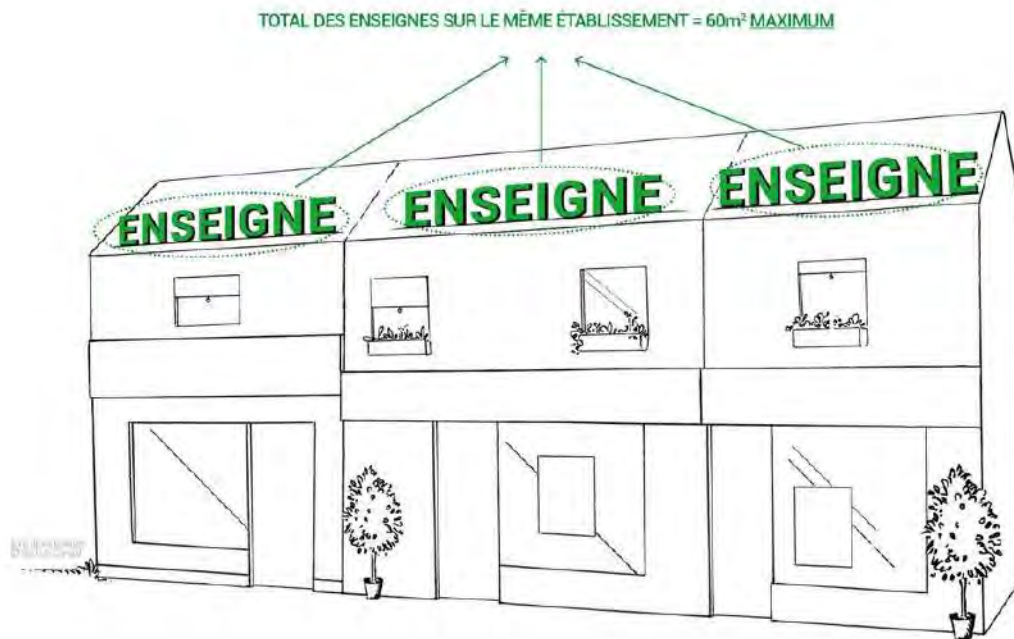 TOTAL DES ENSEIGNES SUR LE MÊME ÉTABLISSEMENT = 60m² MAXIMUM
ENSEIGNE ENSEIGNE ENSEIGNE